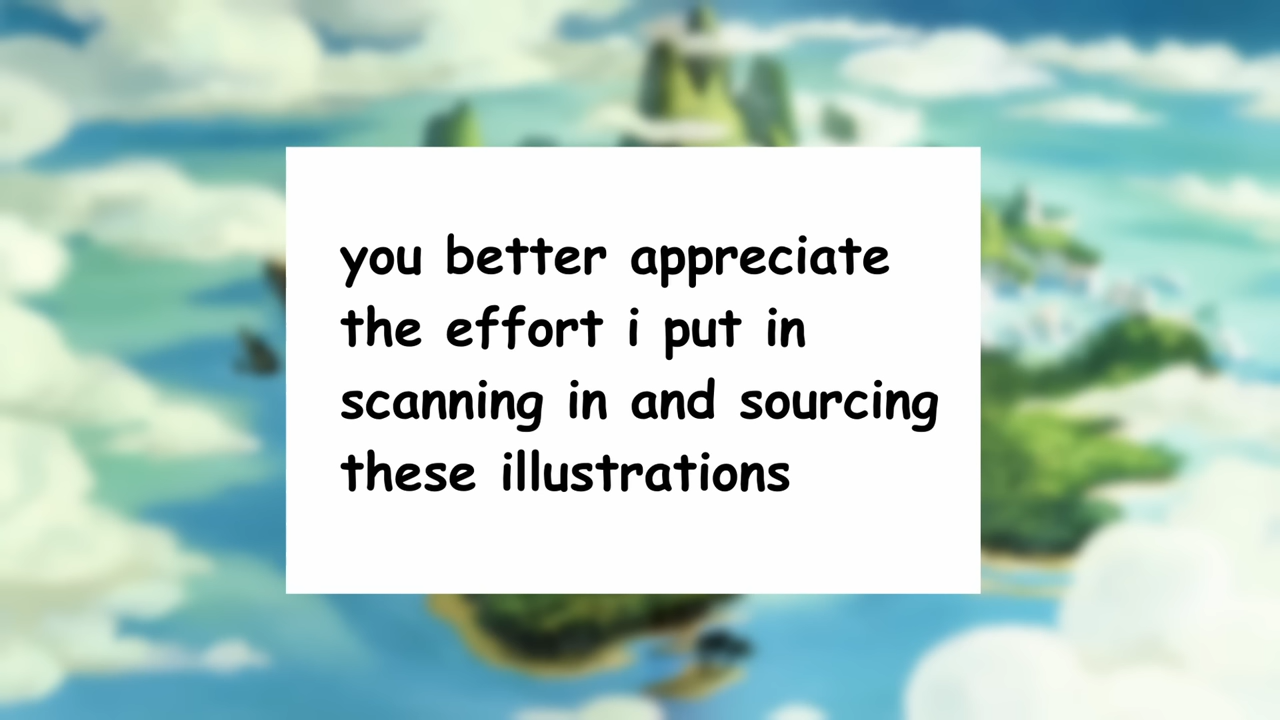 you better appreciate
the effort i put in
scanning in and sourcing
these illustrations